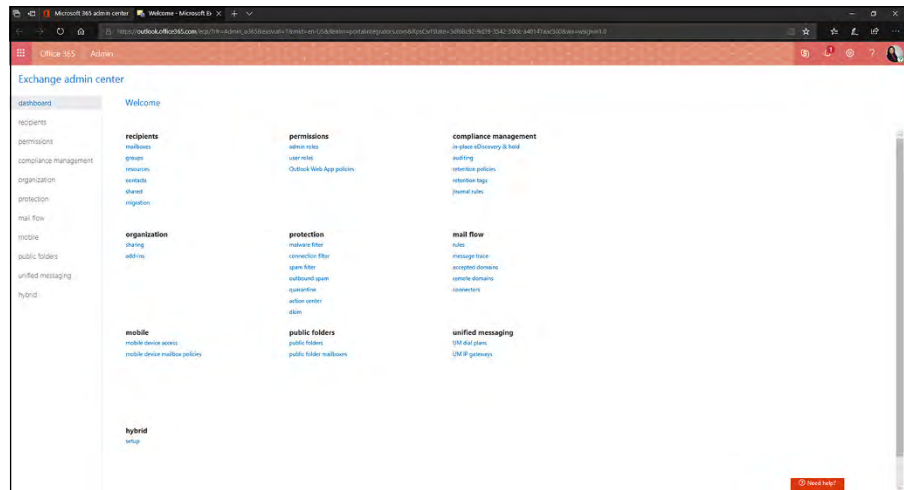 Microsoft 365 admin center
Welcome - Microsoft Ex
Office 365 Admin
Exchange admin center
dashboard
recipients
permissions
compliance management
organization
protection
mail flow
mobile
public folders
unified messaging
hybrid
Welcome
recipients
mailboxes
groups
resources
contacts
shared
migration
permissions
admin roles
user roles
Outlook Web App policies
compliance management
in-place eDiscovery & hold
auditing
retention policies
retention tags
journal rules
organization
sharing
add-ins
protection
malware filter
connection filter
spam filter
outbound spam
quarantine
action center
dkim
mail flow
rules
message trace
accepted domains
remote domains
connectors
mobile
mobile device access
mobile device mailbox policies
public folders
public folders
public folder mailboxes
unified messaging
UM dial plans
UM IP gateways
hybrid
setup
Need help?